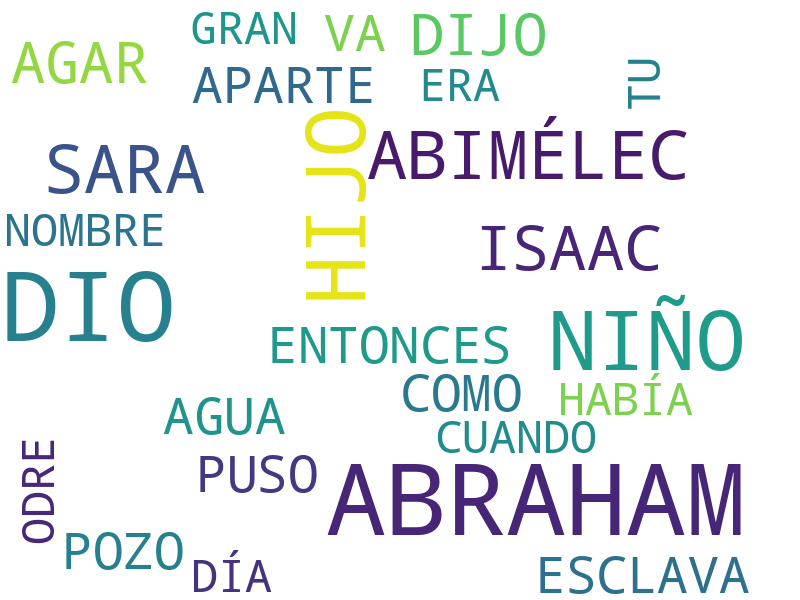 GRAN VA DIJO
AGAR
APARTE ERA TU
HIJO
SARA ABIMÉLEC
NOMBRE
ISAAC
DIO
ENTONCES NIÑO
COMO HABÍA
AGUA CUANDO
ODRE
PUSO ABRAHAM
POZO
DÍA ESCLAVA